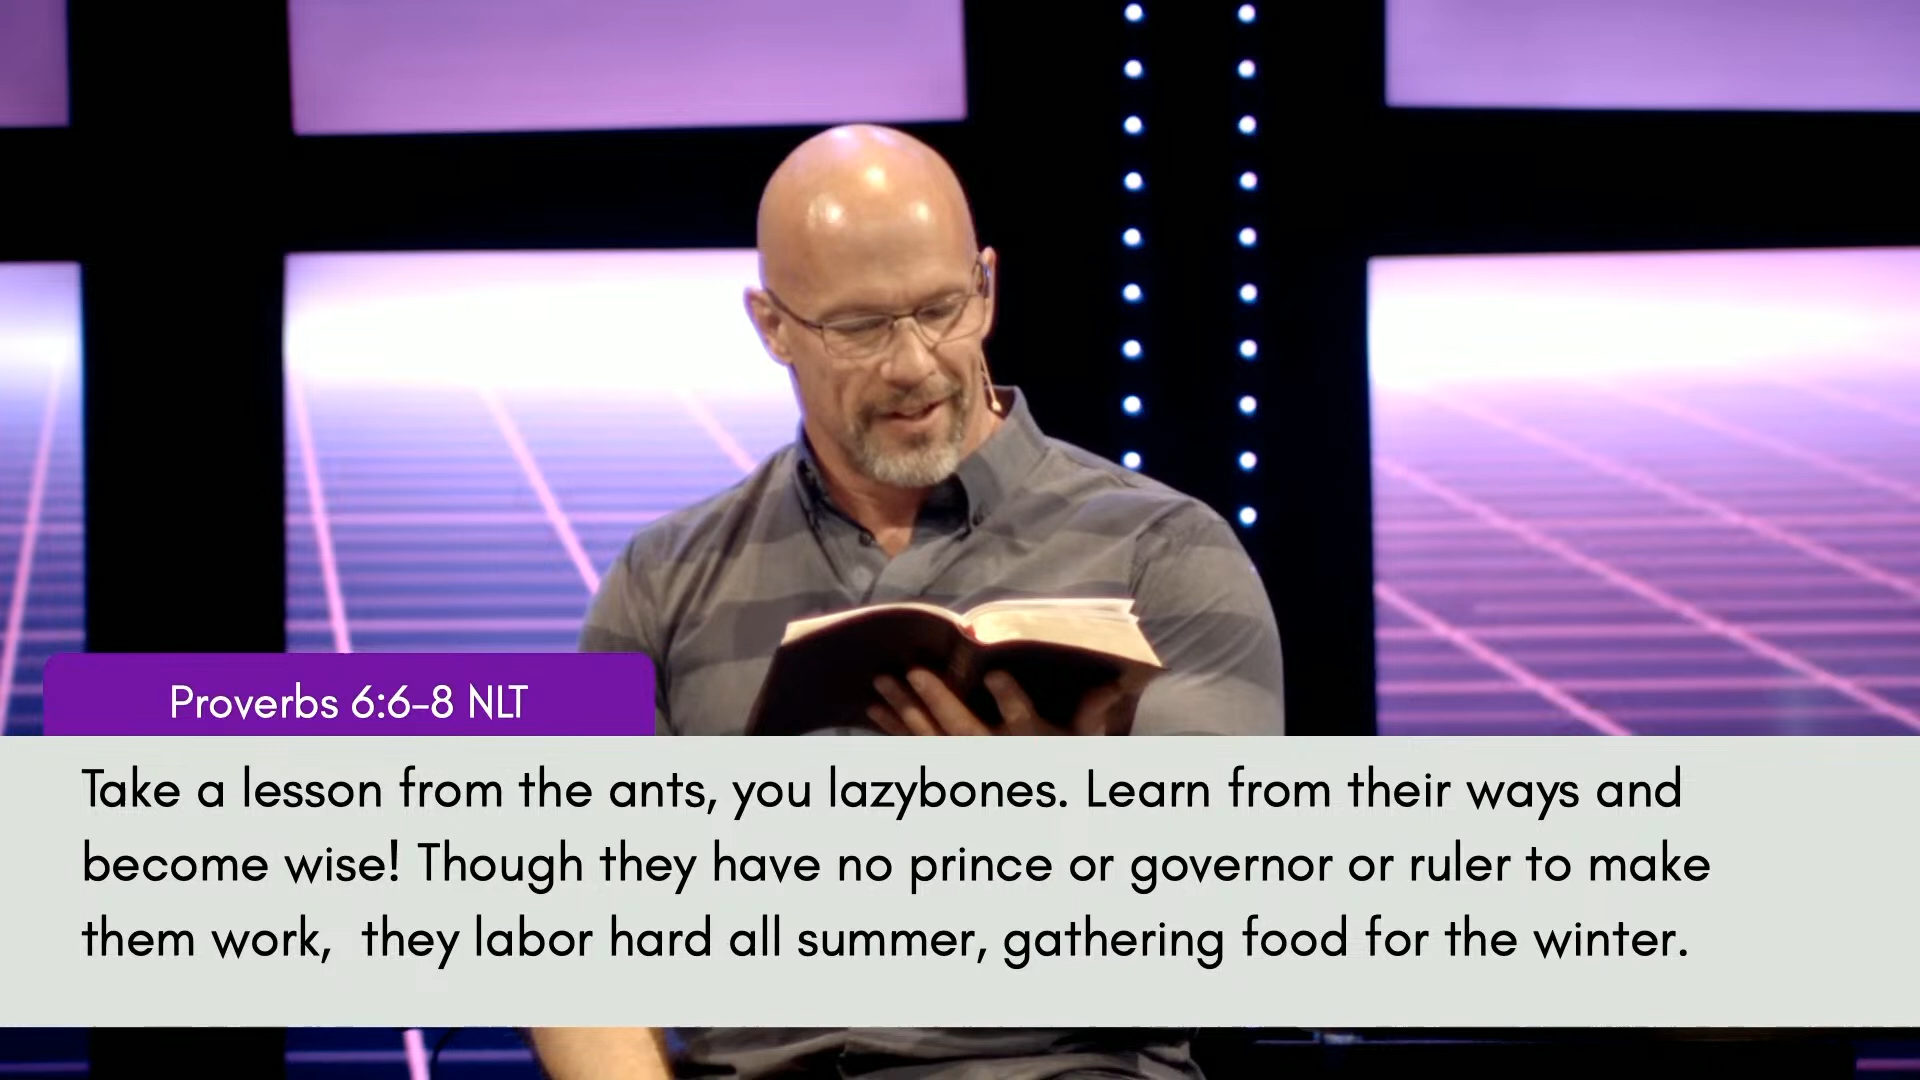 Proverbs 6:6-8 NLT
Take a lesson from the ants, you lazybones. Learn from their ways and
become wise! Though they have no prince or governor or ruler to make
them work,  they labor hard all summer, gathering food for the winter.